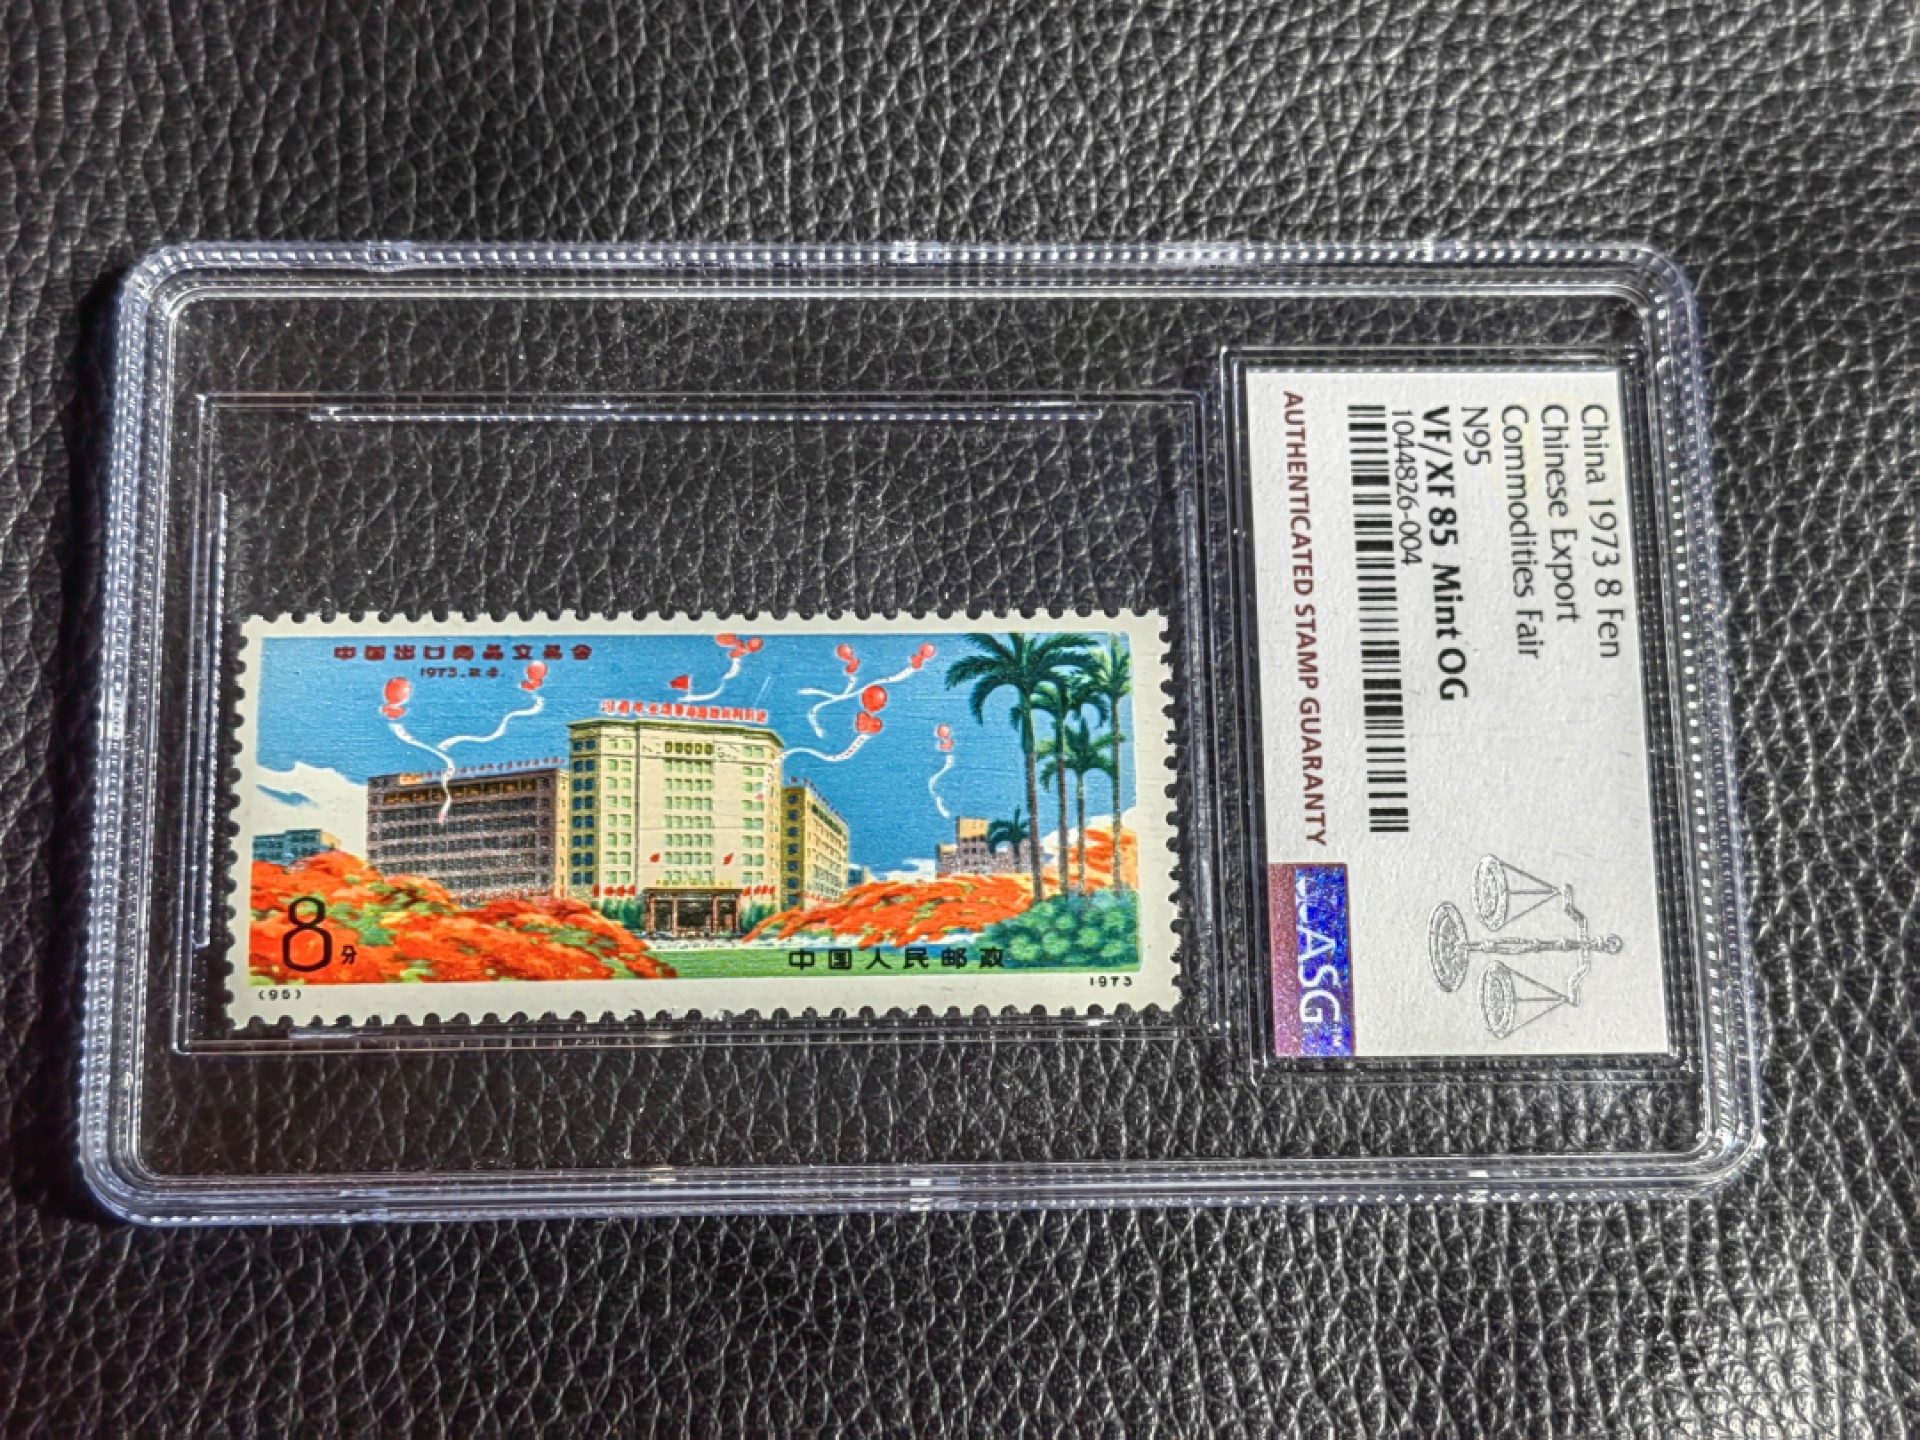 中国出口商品交易会
1973.秋季.
8分
中国人民邮政
(95)
1973
China 1973 8 Fen
Chinese Export
Commodities Fair
N95
VF/XF 85 Mint OG
1044826-004
AUTHENTICATED STAMP GUARANTY
ASG™